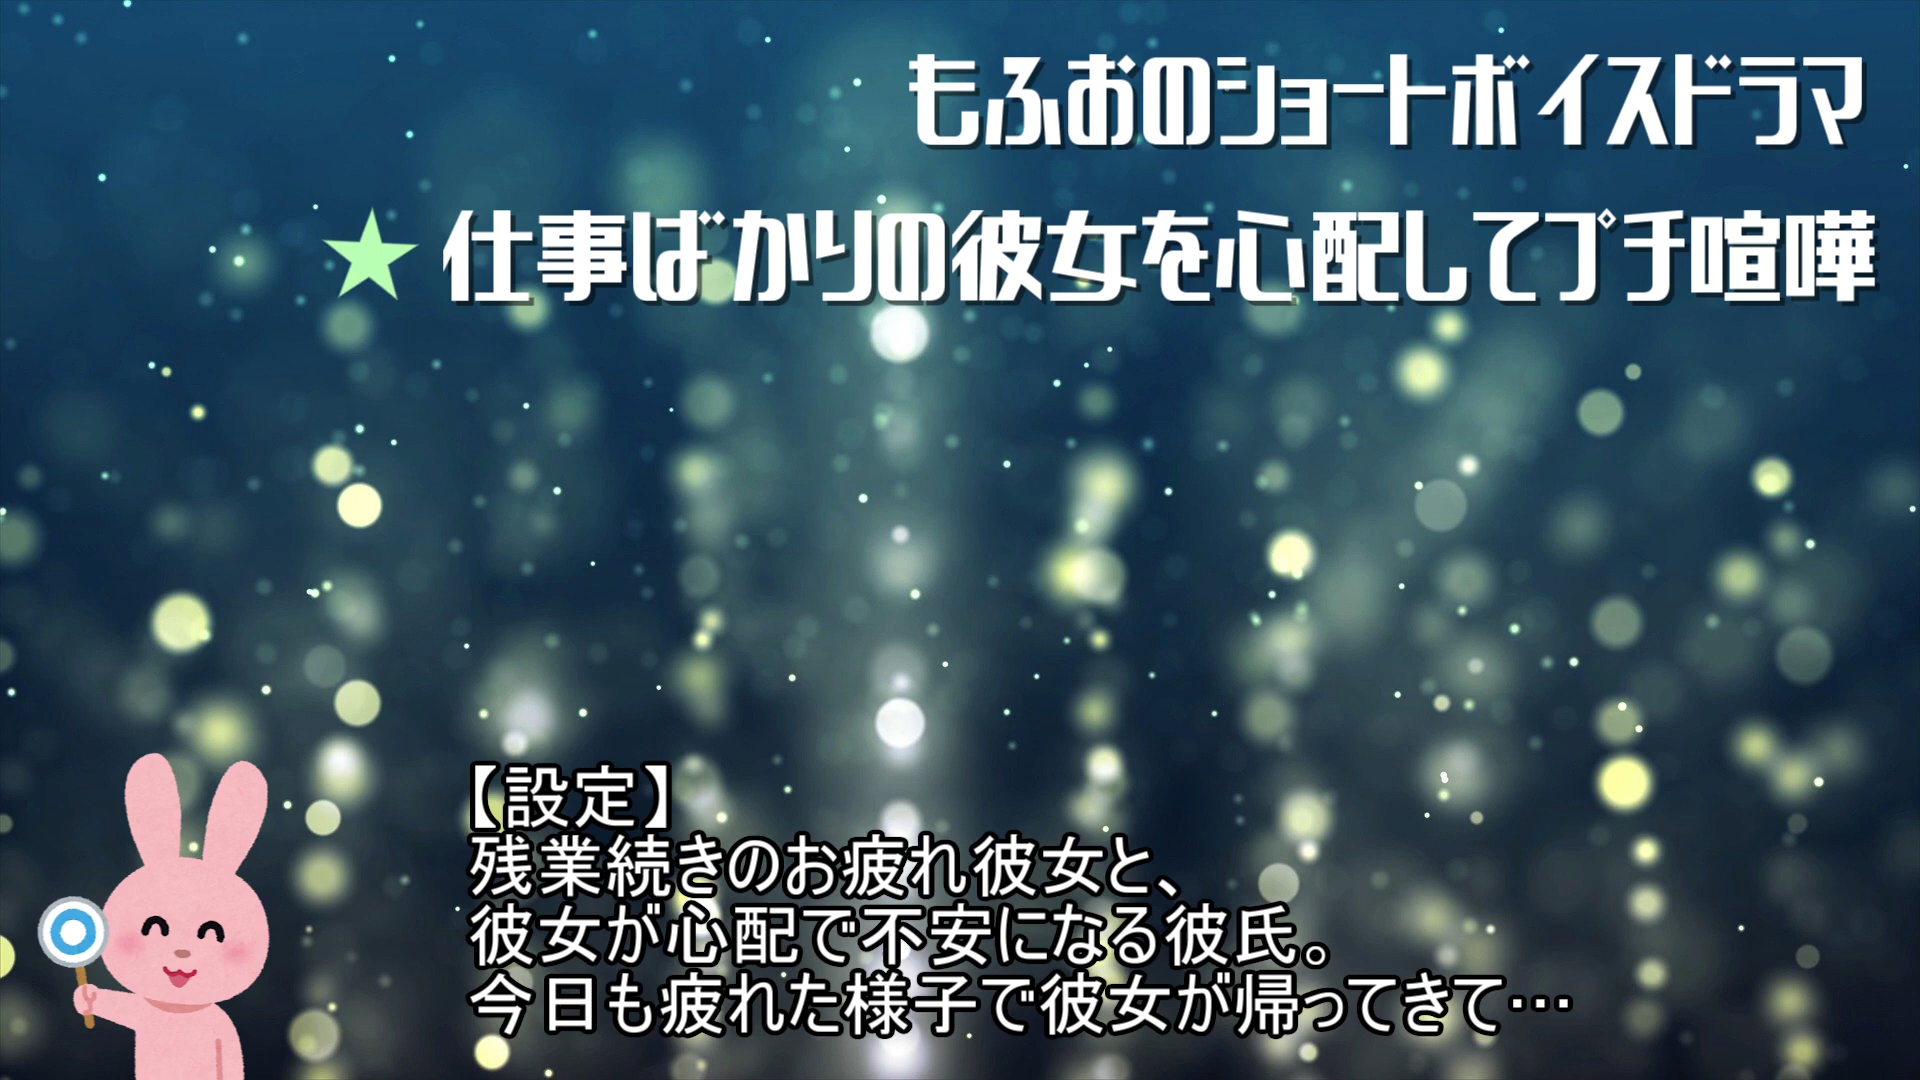 もふおのショートボイスドラマ
★仕事ばかりの彼女を心配してプチ喧嘩
【設定】
残業続きのお疲れ彼女と、
彼女が心配で不安になる彼氏。
今日も疲れた様子で彼女が帰ってきて…